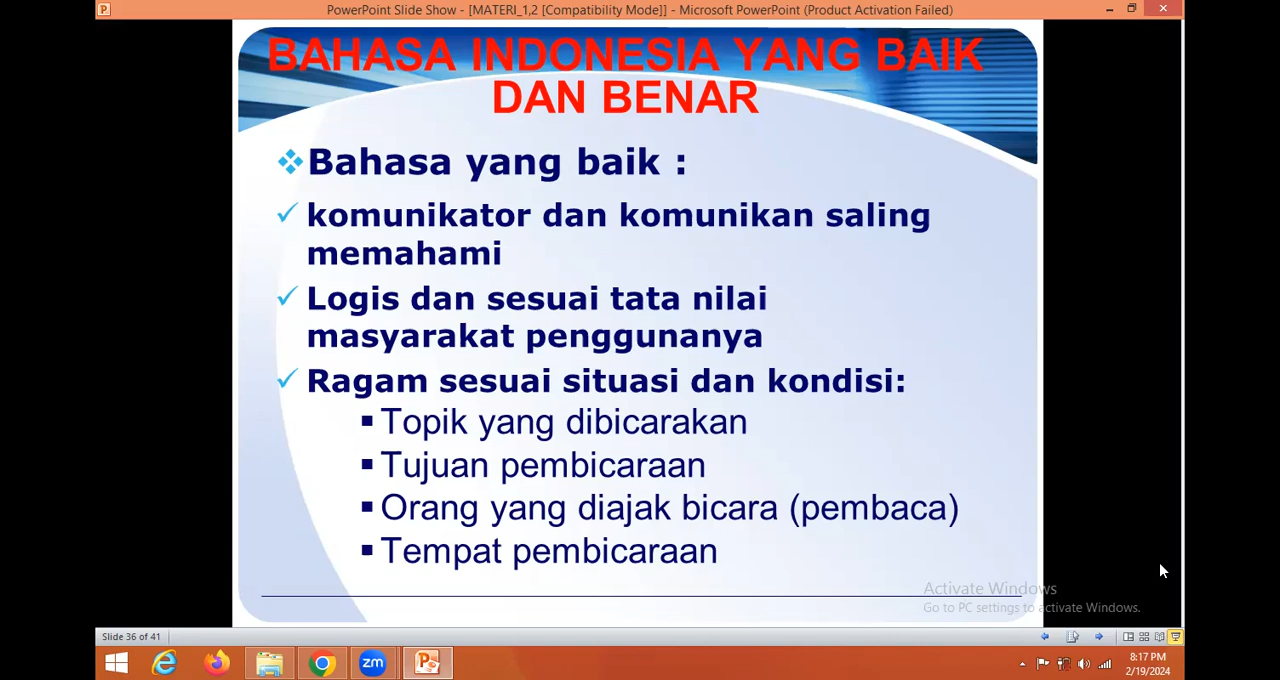 PowerPoint Slide Show - [MATERI_1,2 [Compatibility Mode]] - Microsoft PowerPoint (Product Activation Failed)
BAHASA INDONESIA YANG BAIK
DAN BENAR
Bahasa yang baik :
komunikator dan komunikan saling
memahami
Logis dan sesuai tata nilai
masyarakat penggunanya
Ragam sesuai situasi dan kondisi:
Topik yang dibicarakan
Tujuan pembicaraan
Orang yang diajak bicara (pembaca)
Tempat pembicaraan
Activate Windows
Go to PC settings to activate Windows.
Slide 36 of 41
zm
8:17 PM
2/19/2024